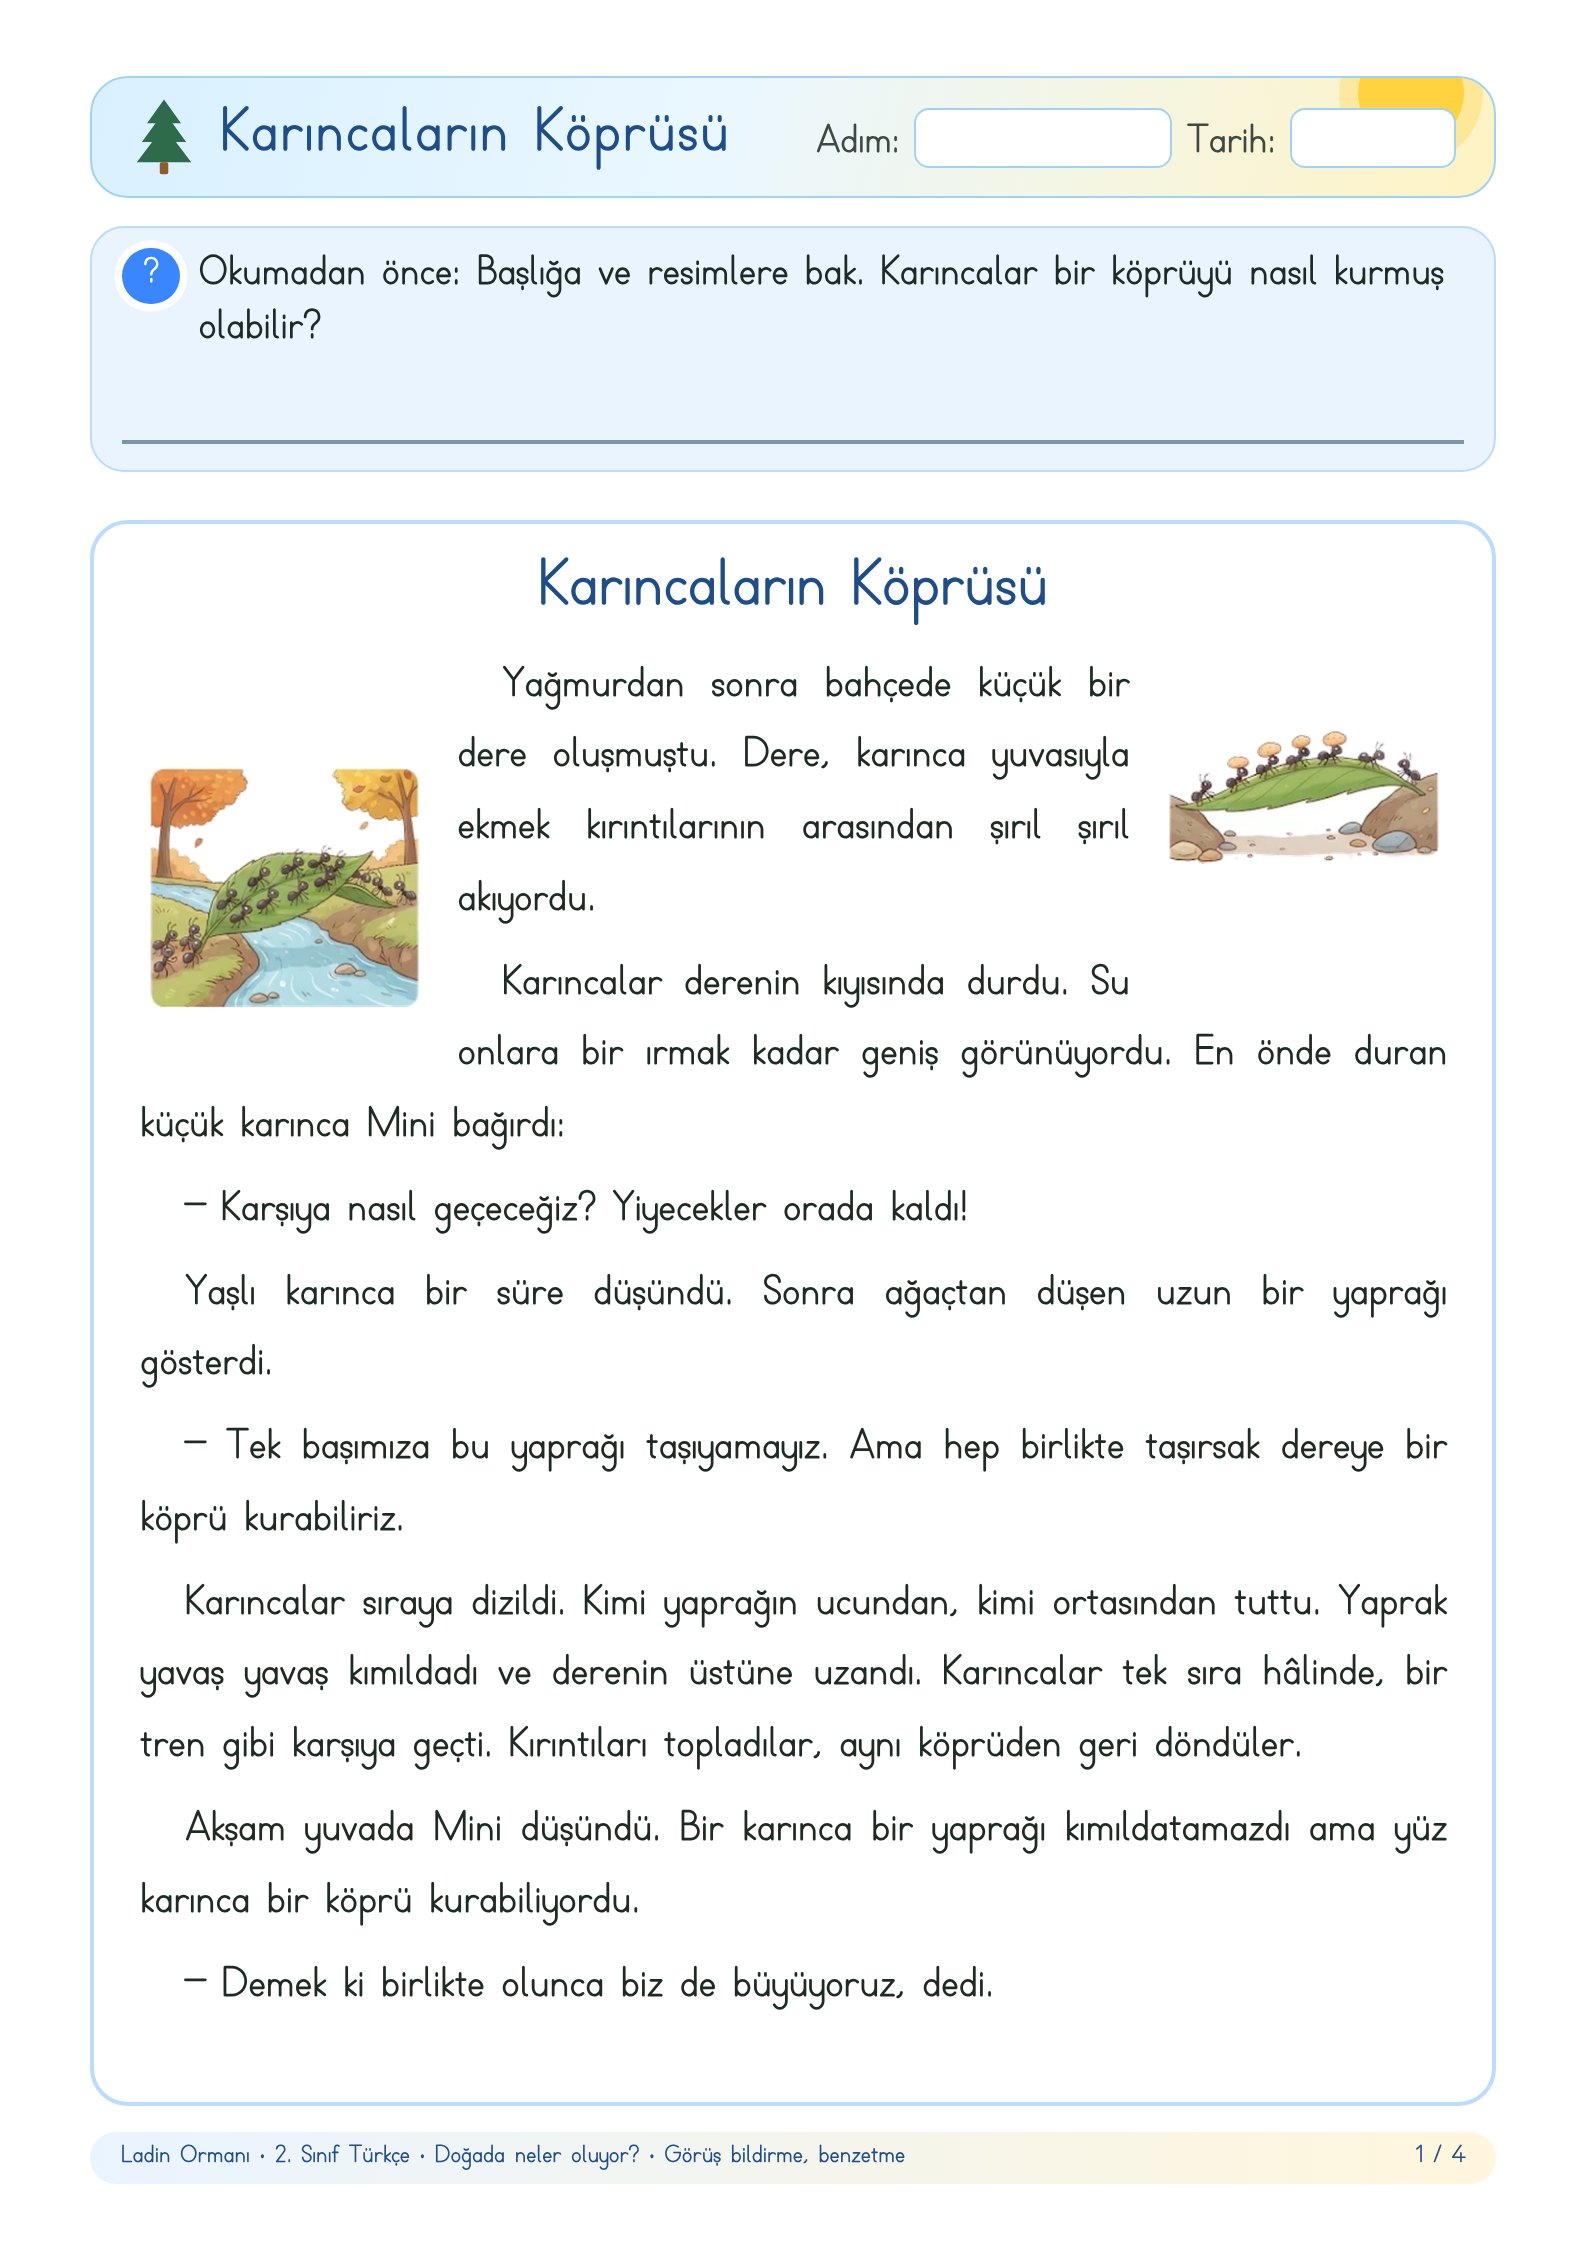 Karıncaların Köprüsü
Adım:
Tarih:
?
Okumadan önce: Başlığa ve resimlere bak. Karıncalar bir köprüyü nasıl kurmuş
olabilir?
Karıncaların Köprüsü
Yağmurdan sonra bahçede küçük bir
dere oluşmuştu. Dere, karınca yuvasıyla
ekmek kırıntılarının arasından şırıl şırıl
akıyordu.
Karıncalar derenin kıyısında durdu. Su
onlara bir ırmak kadar geniş görünüyordu. En önde duran
küçük karınca Mini bağırdı:
– Karşıya nasıl geçeceğiz? Yiyecekler orada kaldı!
Yaşlı karınca bir süre düşündü. Sonra ağaçtan düşen uzun bir yaprağı
gösterdi.
– Tek başımıza bu yaprağı taşıyamayız. Ama hep birlikte taşırsak dereye bir
köprü kurabiliriz.
Karıncalar sıraya dizildi. Kimi yaprağın ucundan, kimi ortasından tuttu. Yaprak
yavaş yavaş kımıldadı ve derenin üstüne uzandı. Karıncalar tek sıra hâlinde, bir
tren gibi karşıya geçti. Kırıntıları topladılar, aynı köprüden geri döndüler.
Akşam yuvada Mini düşündü. Bir karınca bir yaprağı kımıldatamazdı ama yüz
karınca bir köprü kurabiliyordu.
– Demek ki birlikte olunca biz de büyüyoruz, dedi.
Ladin Ormanı • 2. Sınıf Türkçe • Doğada neler oluyor? • Görüş bildirme, benzetme
1 / 4